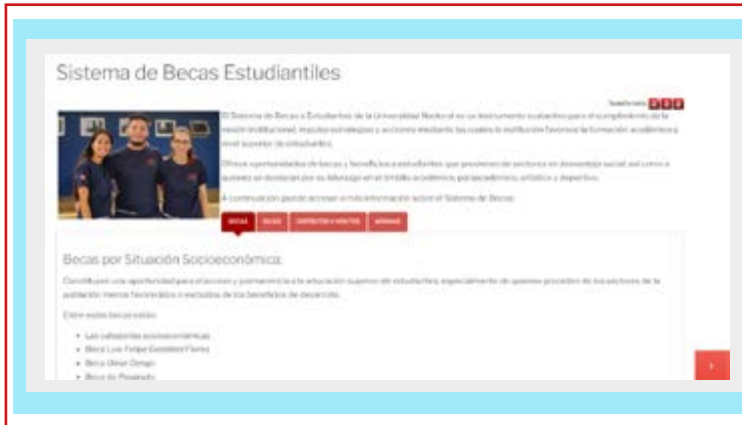 Sistema de Becas Estudiantiles
El Sistema de Becas a Estudiantes de la Universidad Nacional es un instrumento sustantivo para el cumplimiento de la
misión institucional, impulsa estrategias y acciones mediante las cuales la institución favorece la formación académica a
nivel superior de estudiantes.
Ofrece oportunidades de becas y beneficios a estudiantes que provienen de sectores en desventaja social, así como a
quienes se destacan por su liderazgo en el ámbito académico, artístico y deportivo.
A continuación puede accesar a más información sobre el Sistema de Becas:
BECAS
Becas por Situación Socioeconómica:
Constituyen una oportunidad para el acceso y permanencia a la educación superior de estudiantes, especialmente de quienes proceden de los sectores de la
población menos favorecidos o excluidos de los beneficios de desarrollo.
Entre estas becas están:
Las categorías socioeconómicas
Beca Luis Felipe González Flores
Beca Omar Dengo
Beca de Posgrado